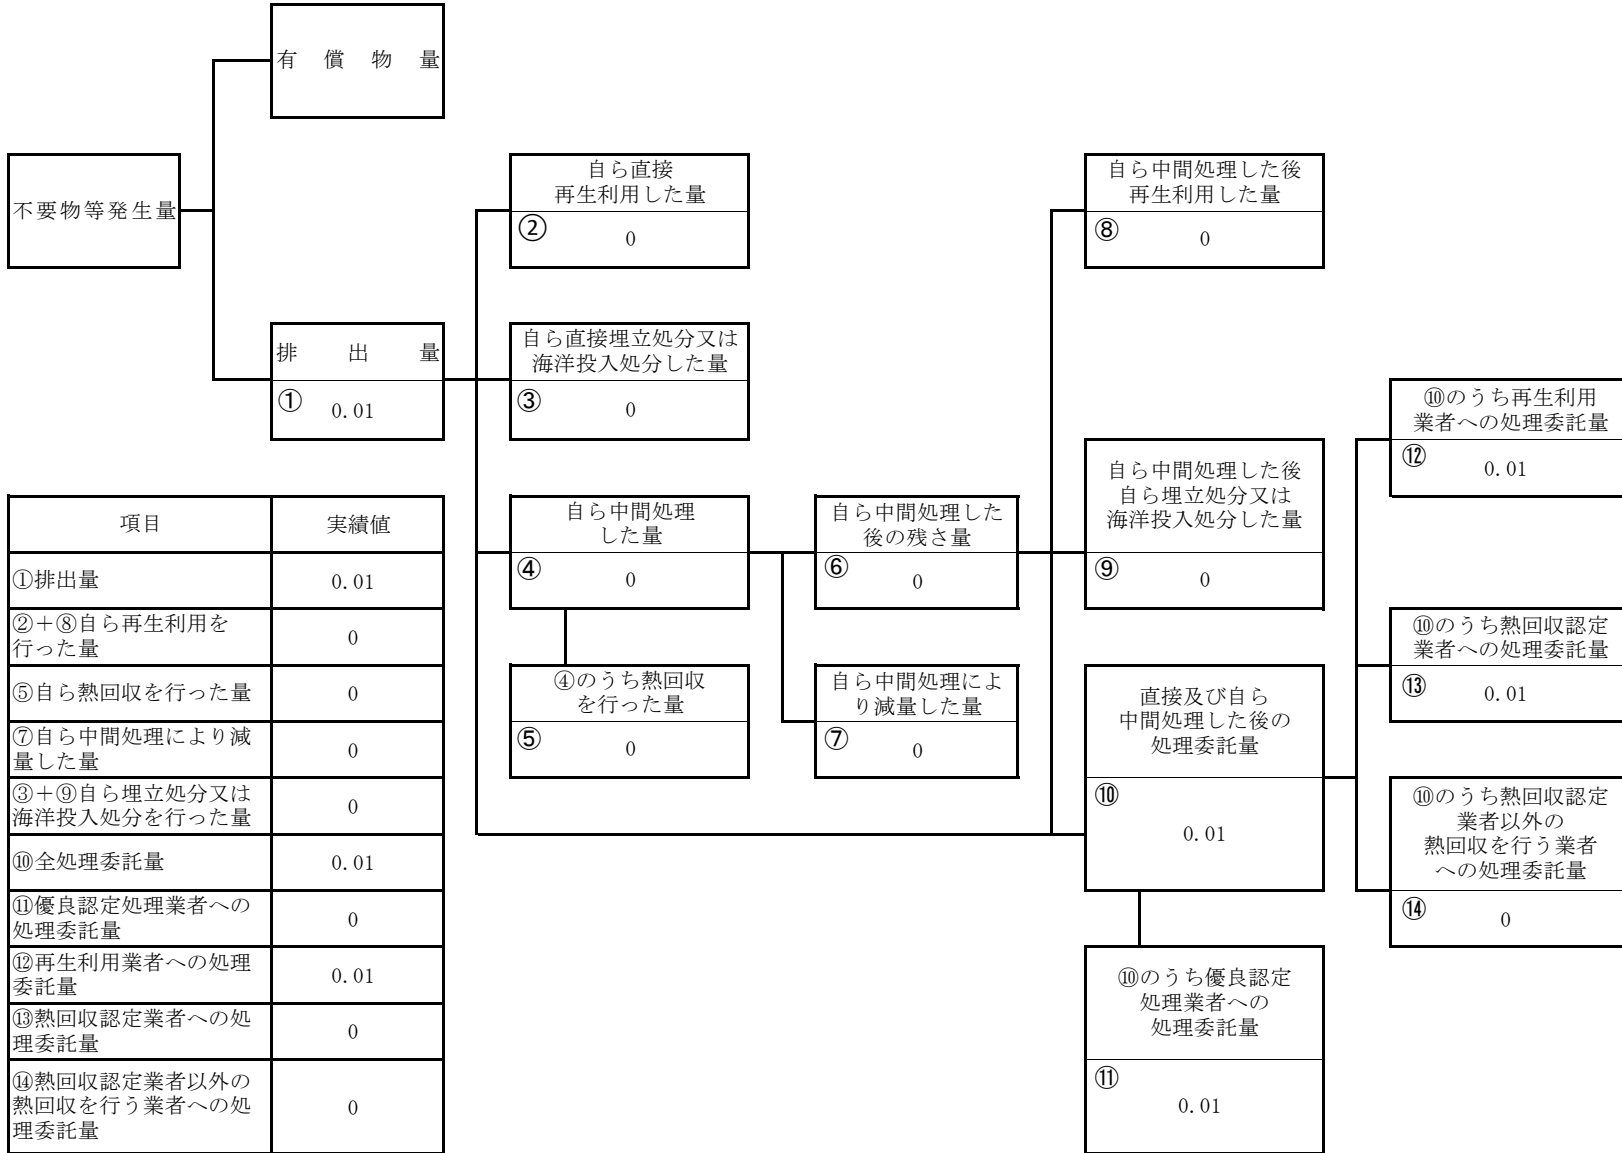 有償物量
不要物等発生量
排出量
① 0.01
自ら直接
再生利用した量
② 0
自ら直接埋立処分又は
海洋投入処分した量
③ 0
自ら中間処理
した量
④ 0
④のうち熱回収
を行った量
⑤ 0
自ら中間処理した
後の残さ量
⑥ 0
自ら中間処理によ
り減量した量
⑦ 0
自ら中間処理した後
再生利用した量
⑧ 0
自ら中間処理した後
自ら埋立処分又は
海洋投入処分した量
⑨ 0
直接及び自ら
中間処理した後の
処理委託量
⑩
0.01
⑩のうち優良認定
処理業者への
処理委託量
⑪
0.01
⑩のうち再生利用
業者への処理委託量
⑫ 0.01
⑩のうち熱回収認定
業者への処理委託量
⑬ 0.01
⑩のうち熱回収認定
業者以外の
熱回収を行う業者
への処理委託量
⑭ 0
項目 実績値
①排出量 0.01
②+⑧自ら再生利用を
行った量 0
⑤自ら熱回収を行った量 0
⑦自ら中間処理により減
量した量 0
③+⑨自ら埋立処分又は
海洋投入処分を行った量 0
⑩全処理委託量 0.01
⑪優良認定処理業者への
処理委託量 0
⑫再生利用業者への処理
委託量 0.01
⑬熱回収認定業者への処
理委託量 0
⑭熱回収認定業者以外の
熱回収を行う業者への処
理委託量 0